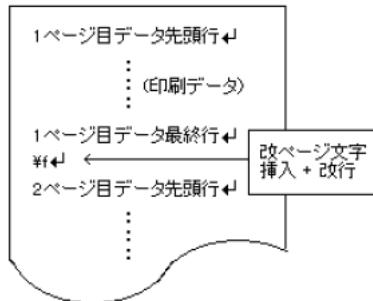 1ページ目データ先頭行↵
(印刷データ)
1ページ目データ最終行↵
¥f↵
改ページ文字
挿入 + 改行
2ページ目データ先頭行↵